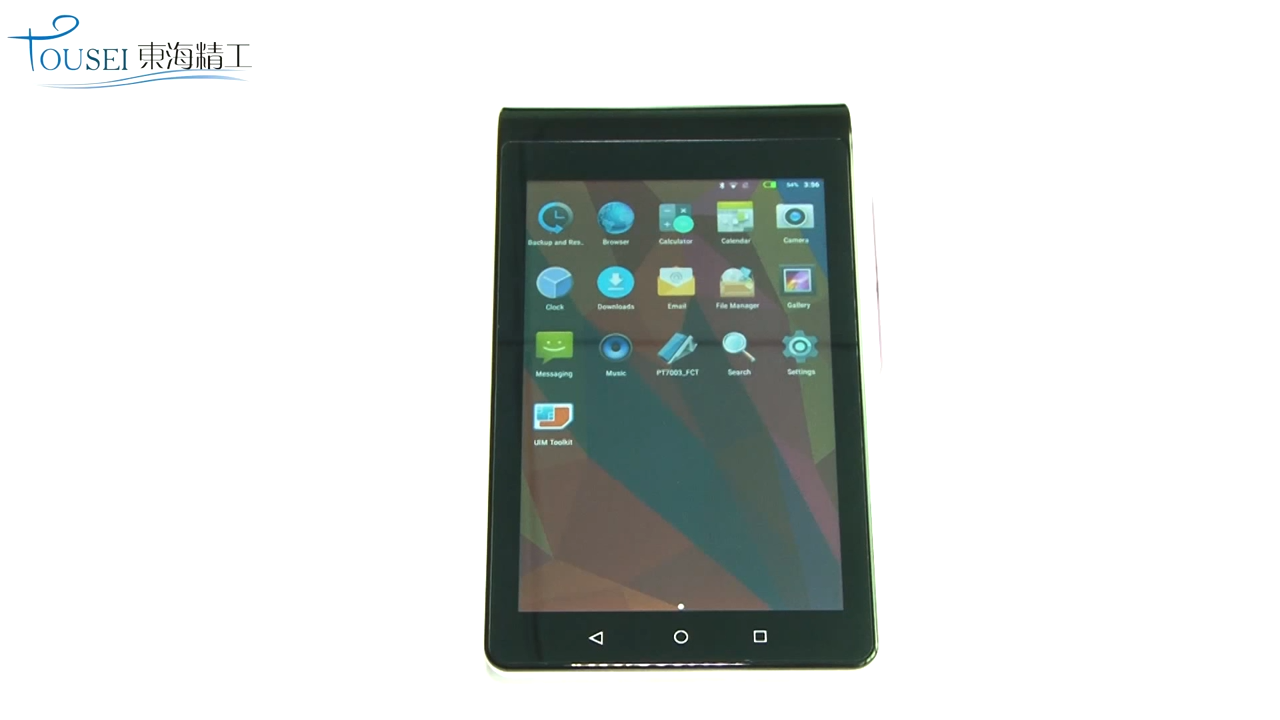 TOUSEI 東海精工
54% 3:56
Backup and Res..
Browser
Calculator
Calendar
Camera
Clock
Downloads
Email
File Manager
Gallery
Messaging
Music
PT7003_FCT
Search
Settings
UIM Toolkit